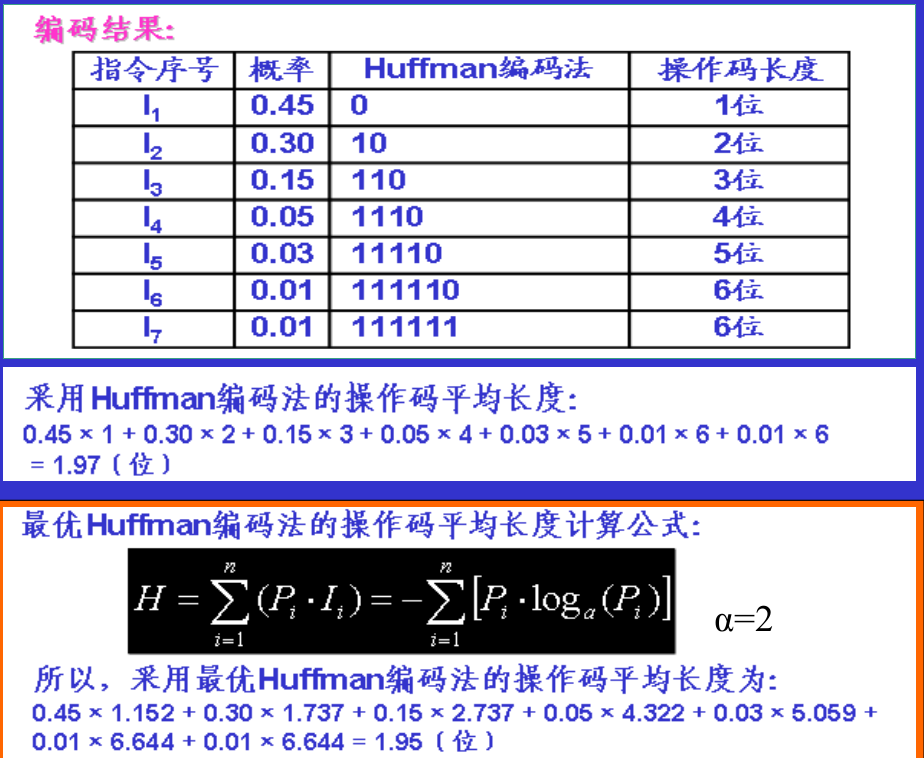 编码结果:
指令序号 概率 Huffman编码法 操作码长度
I1 0.45 0 1位
I2 0.30 10 2位
I3 0.15 110 3位
I4 0.05 1110 4位
I5 0.03 11110 5位
I6 0.01 111110 6位
I7 0.01 111111 6位
采用Huffman编码法的操作码平均长度:
0.45 × 1 + 0.30 × 2 + 0.15 × 3 + 0.05 × 4 + 0.03 × 5 + 0.01 × 6 + 0.01 × 6
= 1.97（位）
最优Huffman编码法的操作码平均长度计算公式:
H = \sum_{i=1}^{n} (P_i · I_i) = -\sum_{i=1}^{n} [P_i · log_a(P_i)] α=2
所以，采用最优Huffman编码法的操作码平均长度为:
0.45 × 1.152 + 0.30 × 1.737 + 0.15 × 2.737 + 0.05 × 4.322 + 0.03 × 5.059 +
0.01 × 6.644 + 0.01 × 6.644 = 1.95（位）